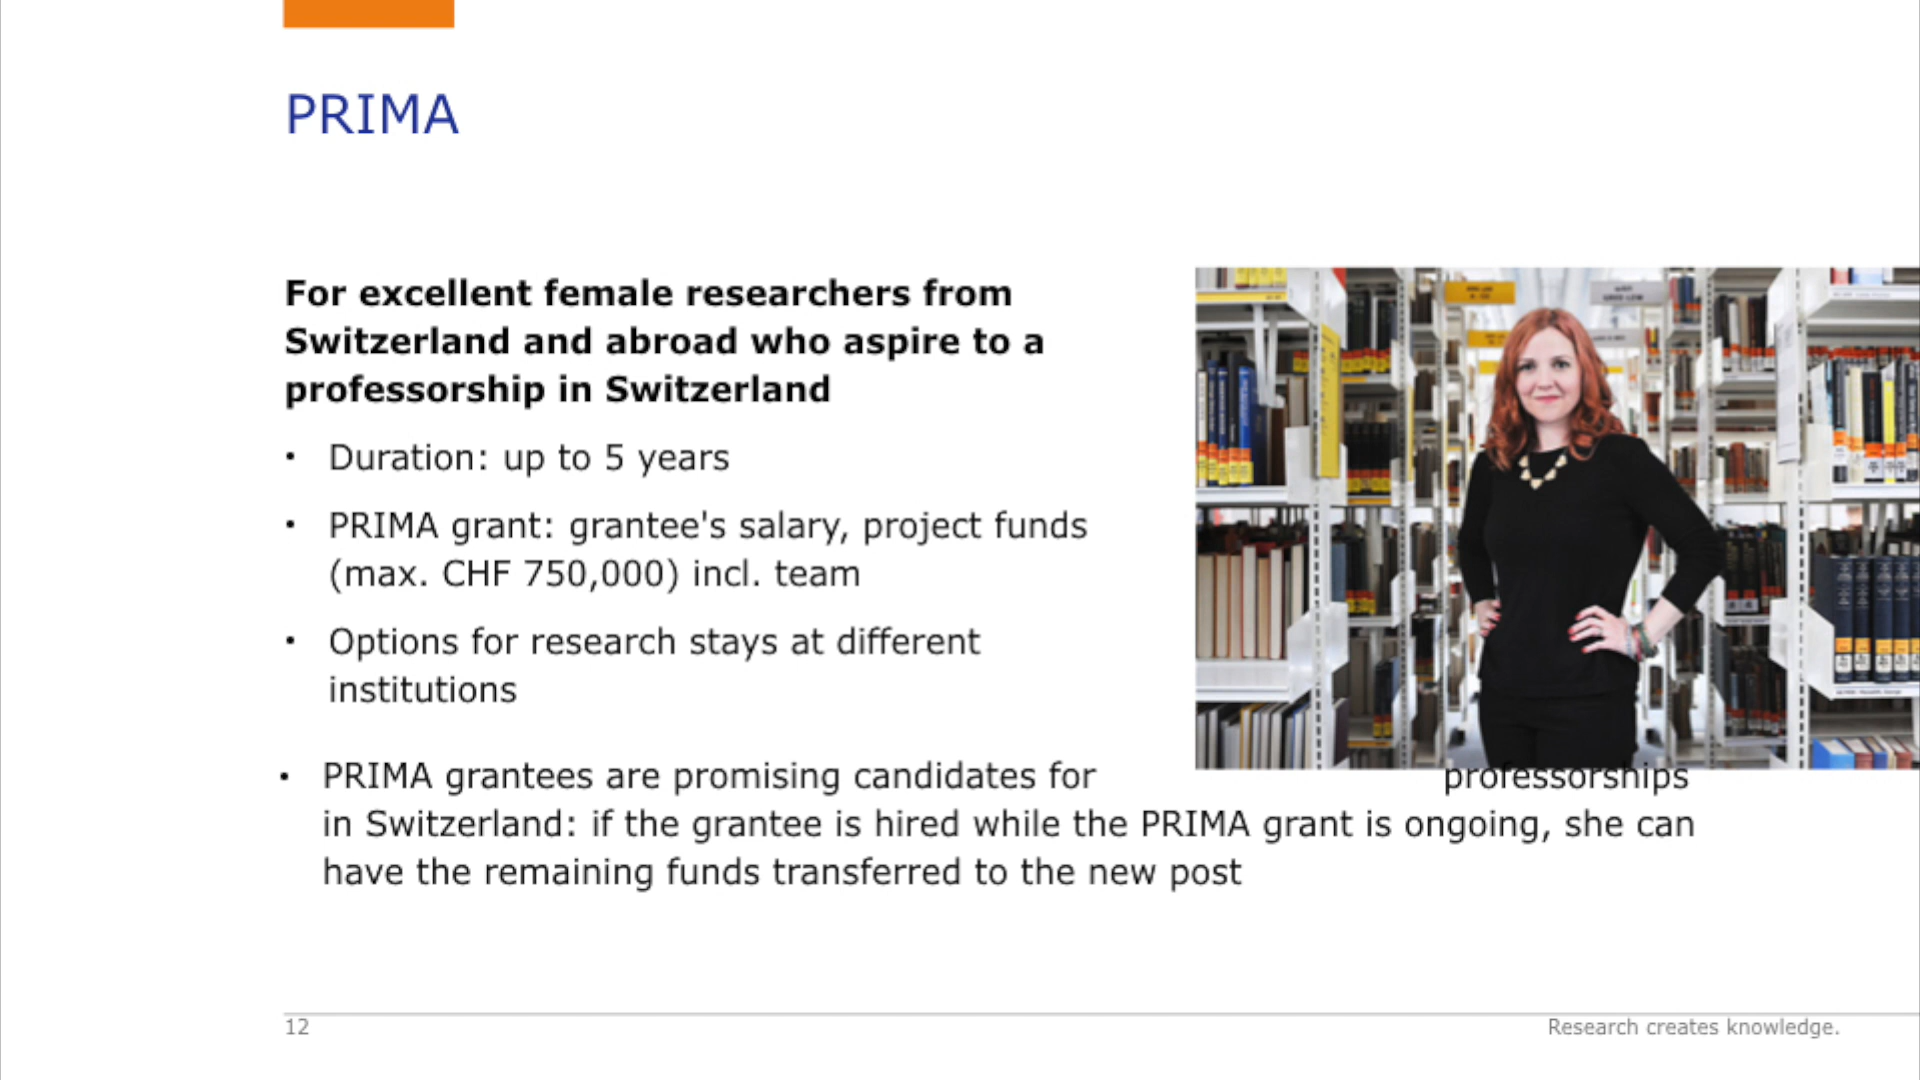 PRIMA
For excellent female researchers from
Switzerland and abroad who aspire to a
professorship in Switzerland
• Duration: up to 5 years
• PRIMA grant: grantee's salary, project funds
(max. CHF 750,000) incl. team
• Options for research stays at different
institutions
• PRIMA grantees are promising candidates for professorships
in Switzerland: if the grantee is hired while the PRIMA grant is ongoing, she can
have the remaining funds transferred to the new post
12 Research creates knowledge.